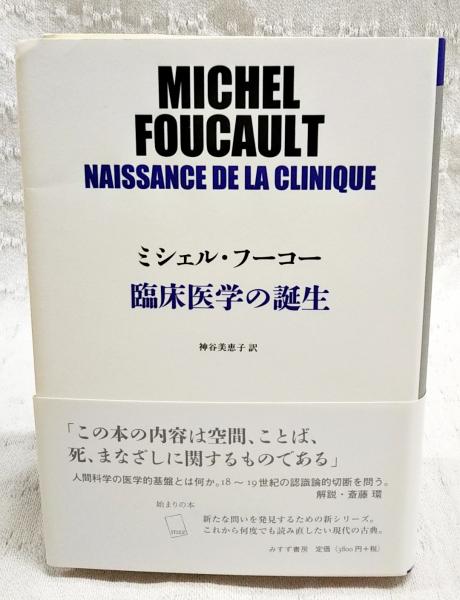 MICHEL
FOUCAULT
NAISSANCE DE LA CLINIQUE
ミシェル・フーコー
臨床医学の誕生
神谷美恵子 訳
「この本の内容は空間、ことば、
死、まなざしに関するものである」
人間科学の医学的基盤とは何か。18〜19世紀の認識論的切断を問う。
解説・斎藤 環
始まりの本
新たな問いを発見するための新シリーズ。
これから何度でも読み直したい現代の古典。
みすず書房 定価（3800円+税）